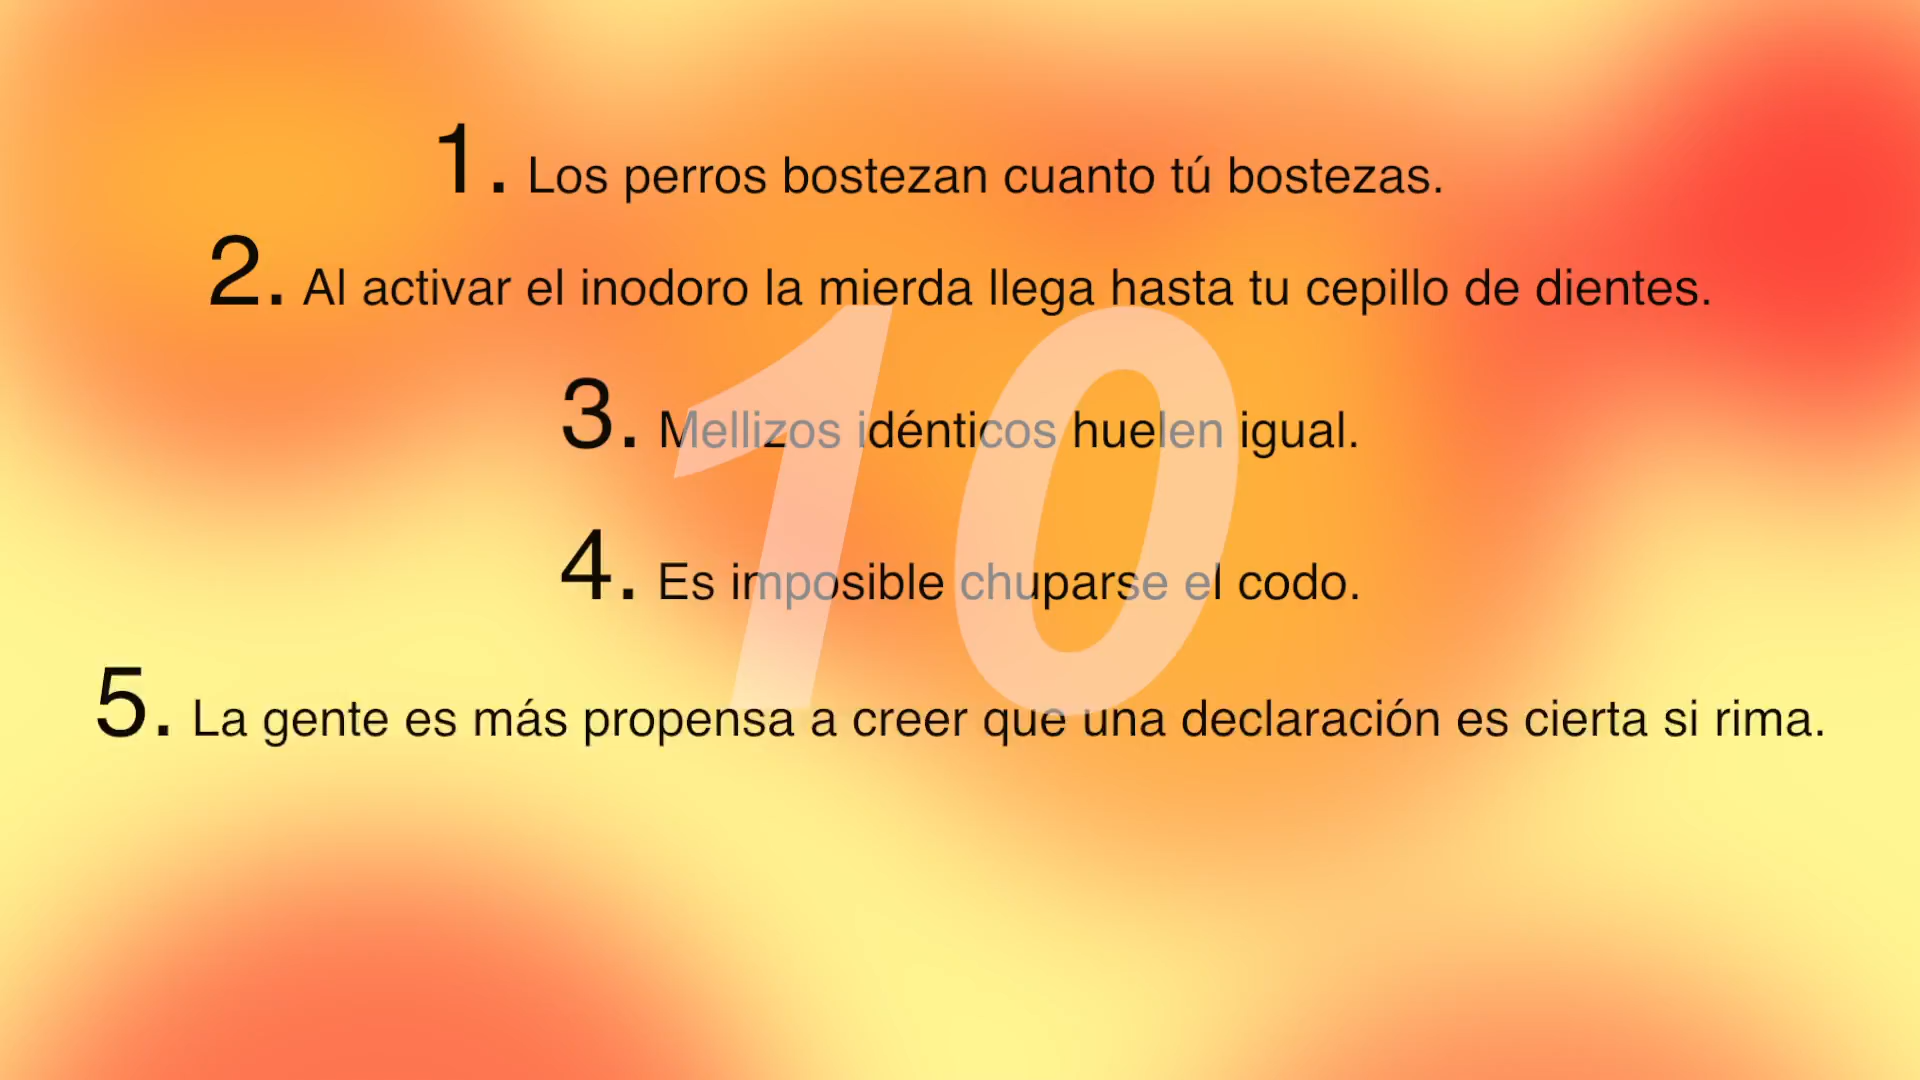 1. Los perros bostezan cuanto tú bostezas.
2. Al activar el inodoro la mierda llega hasta tu cepillo de dientes.
3. Mellizos idénticos huelen igual.
10
4. Es imposible chuparse el codo.
5. La gente es más propensa a creer que una declaración es cierta si rima.